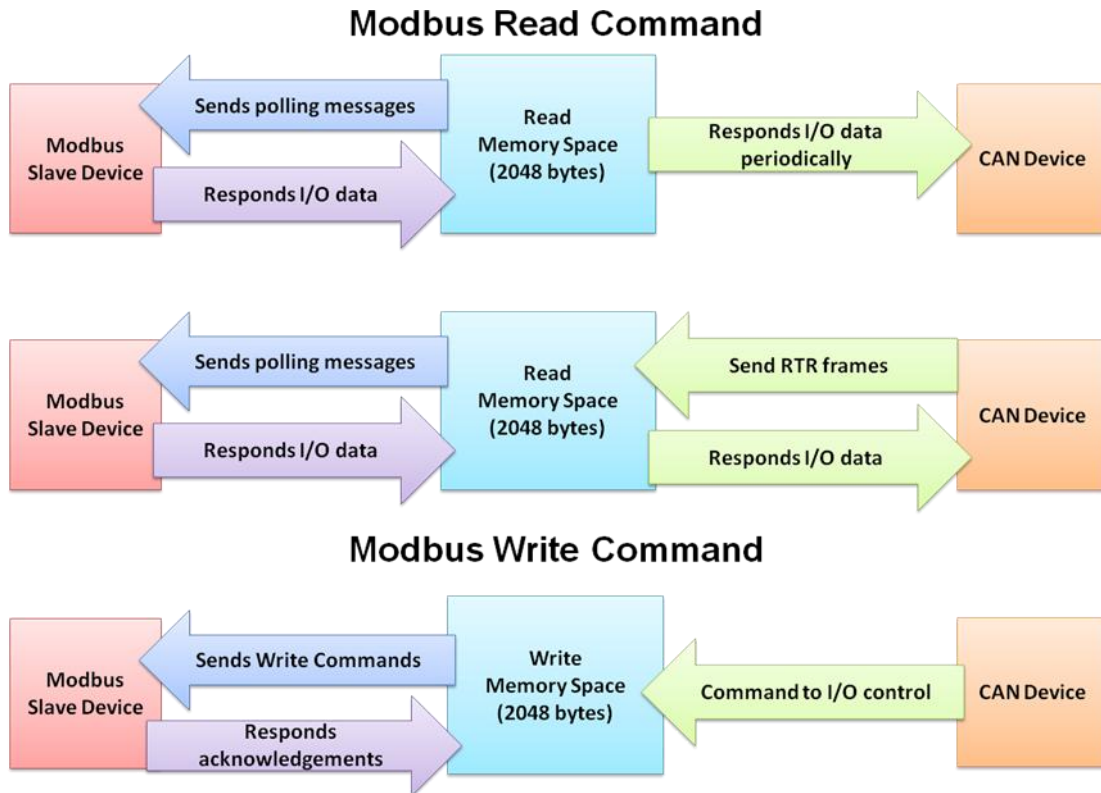 Modbus Read Command
Sends polling messages
Modbus
Slave Device
Responds I/O data
Read
Memory Space
(2048 bytes)
Responds I/O data
periodically
CAN Device
Sends polling messages
Modbus
Slave Device
Responds I/O data
Read
Memory Space
(2048 bytes)
Send RTR frames
Responds I/O data
CAN Device
Modbus Write Command
Sends Write Commands
Modbus
Slave Device
Responds
acknowledgements
Write
Memory Space
(2048 bytes)
Command to I/O control
CAN Device